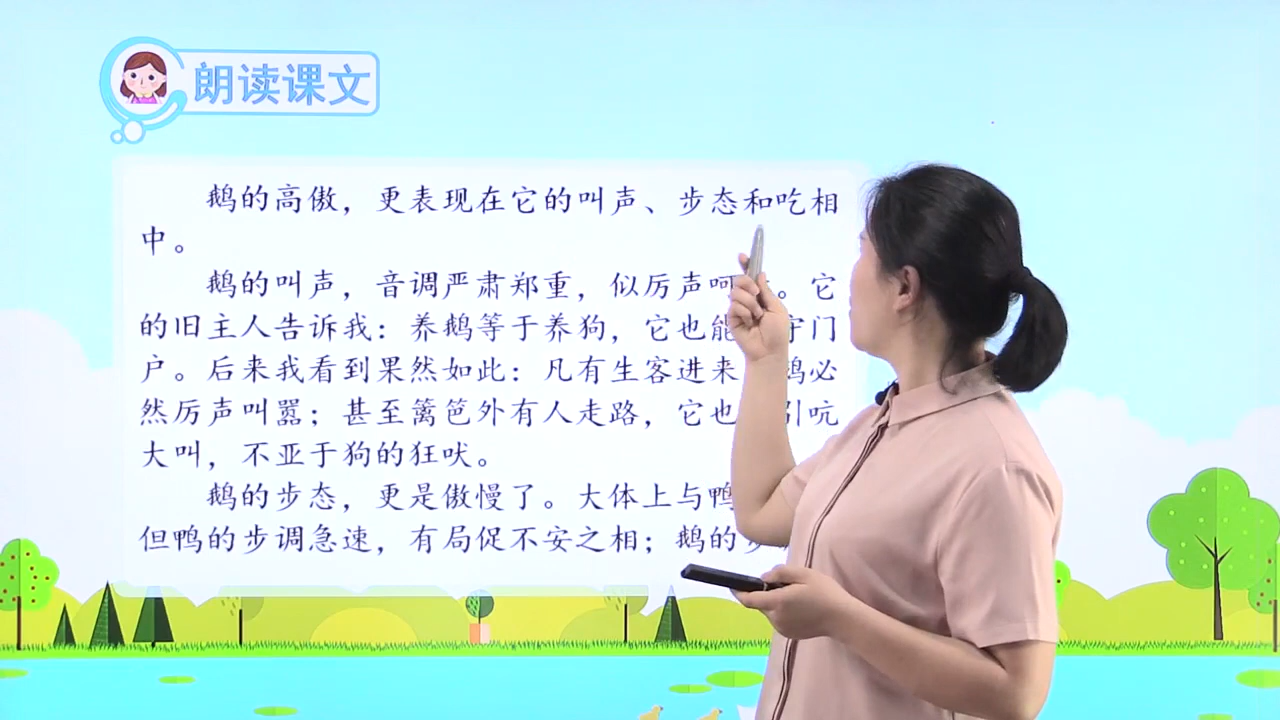 朗读课文
鹅的高傲，更表现在它的叫声、步态和吃相
中。
鹅的叫声，音调严肃郑重，似厉声呵。它
的旧主人告诉我：养鹅等于养狗，它也能守门
户。后来我看到果然如此：凡有生客进来鹅必
然厉声叫嚣；甚至篱笆外有人走路，它也引吭
大叫，不亚于狗的狂吠。
鹅的步态，更是傲慢了。大体上与鸭
但鸭的步调急速，有局促不安之相；鹅的步